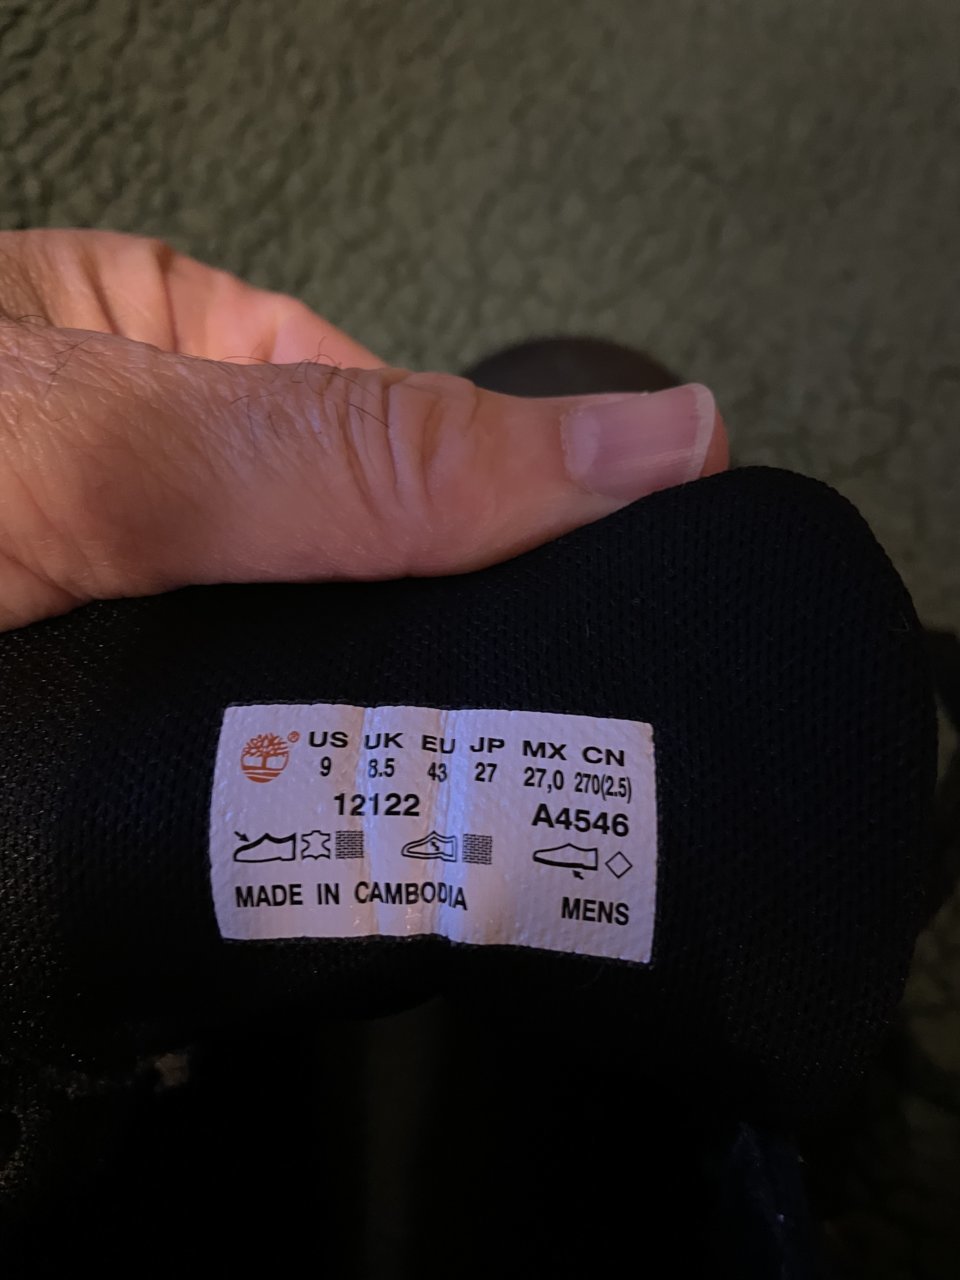 ® US UK EU JP MX CN
9 8.5 43 27 27,0 270(2.5)
12122 A4546
MADE IN CAMBODIA MENS